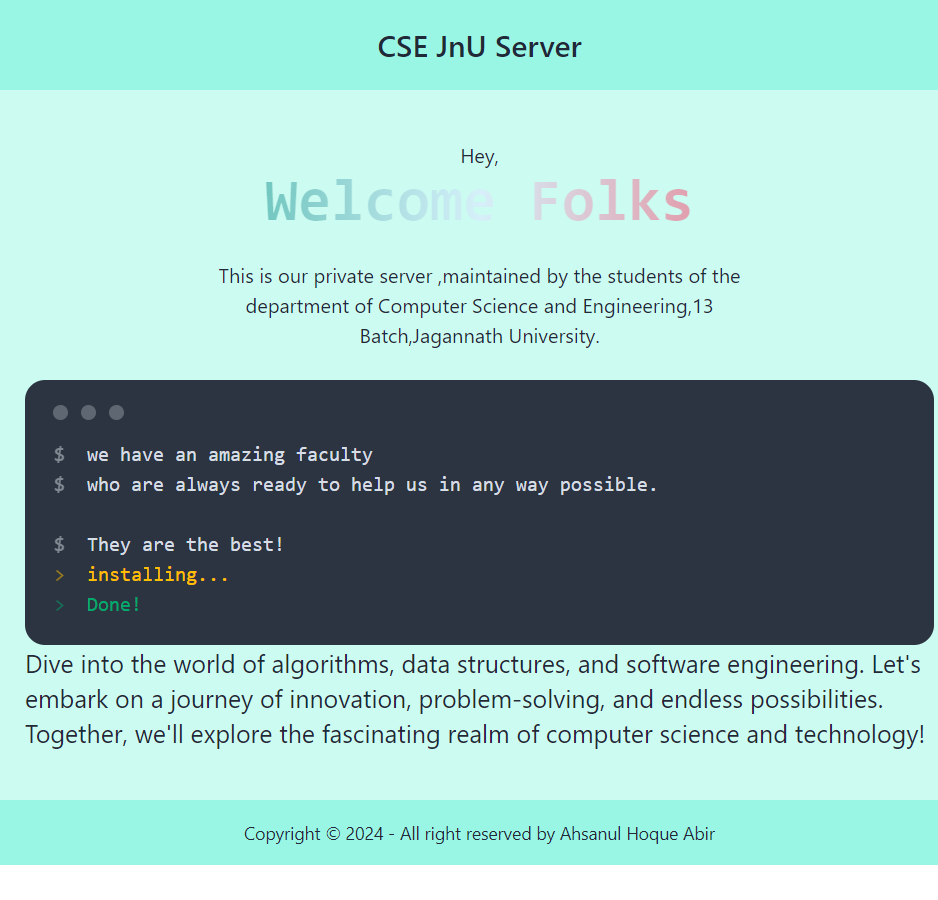 CSE JnU Server
Hey,
Welcome Folks
This is our private server ,maintained by the students of the
department of Computer Science and Engineering,13
Batch,Jagannath University.
$ we have an amazing faculty
$ who are always ready to help us in any way possible.
$ They are the best!
> installing...
> Done!
Dive into the world of algorithms, data structures, and software engineering. Let's
embark on a journey of innovation, problem-solving, and endless possibilities.
Together, we'll explore the fascinating realm of computer science and technology!
Copyright © 2024 - All right reserved by Ahsanul Hoque Abir